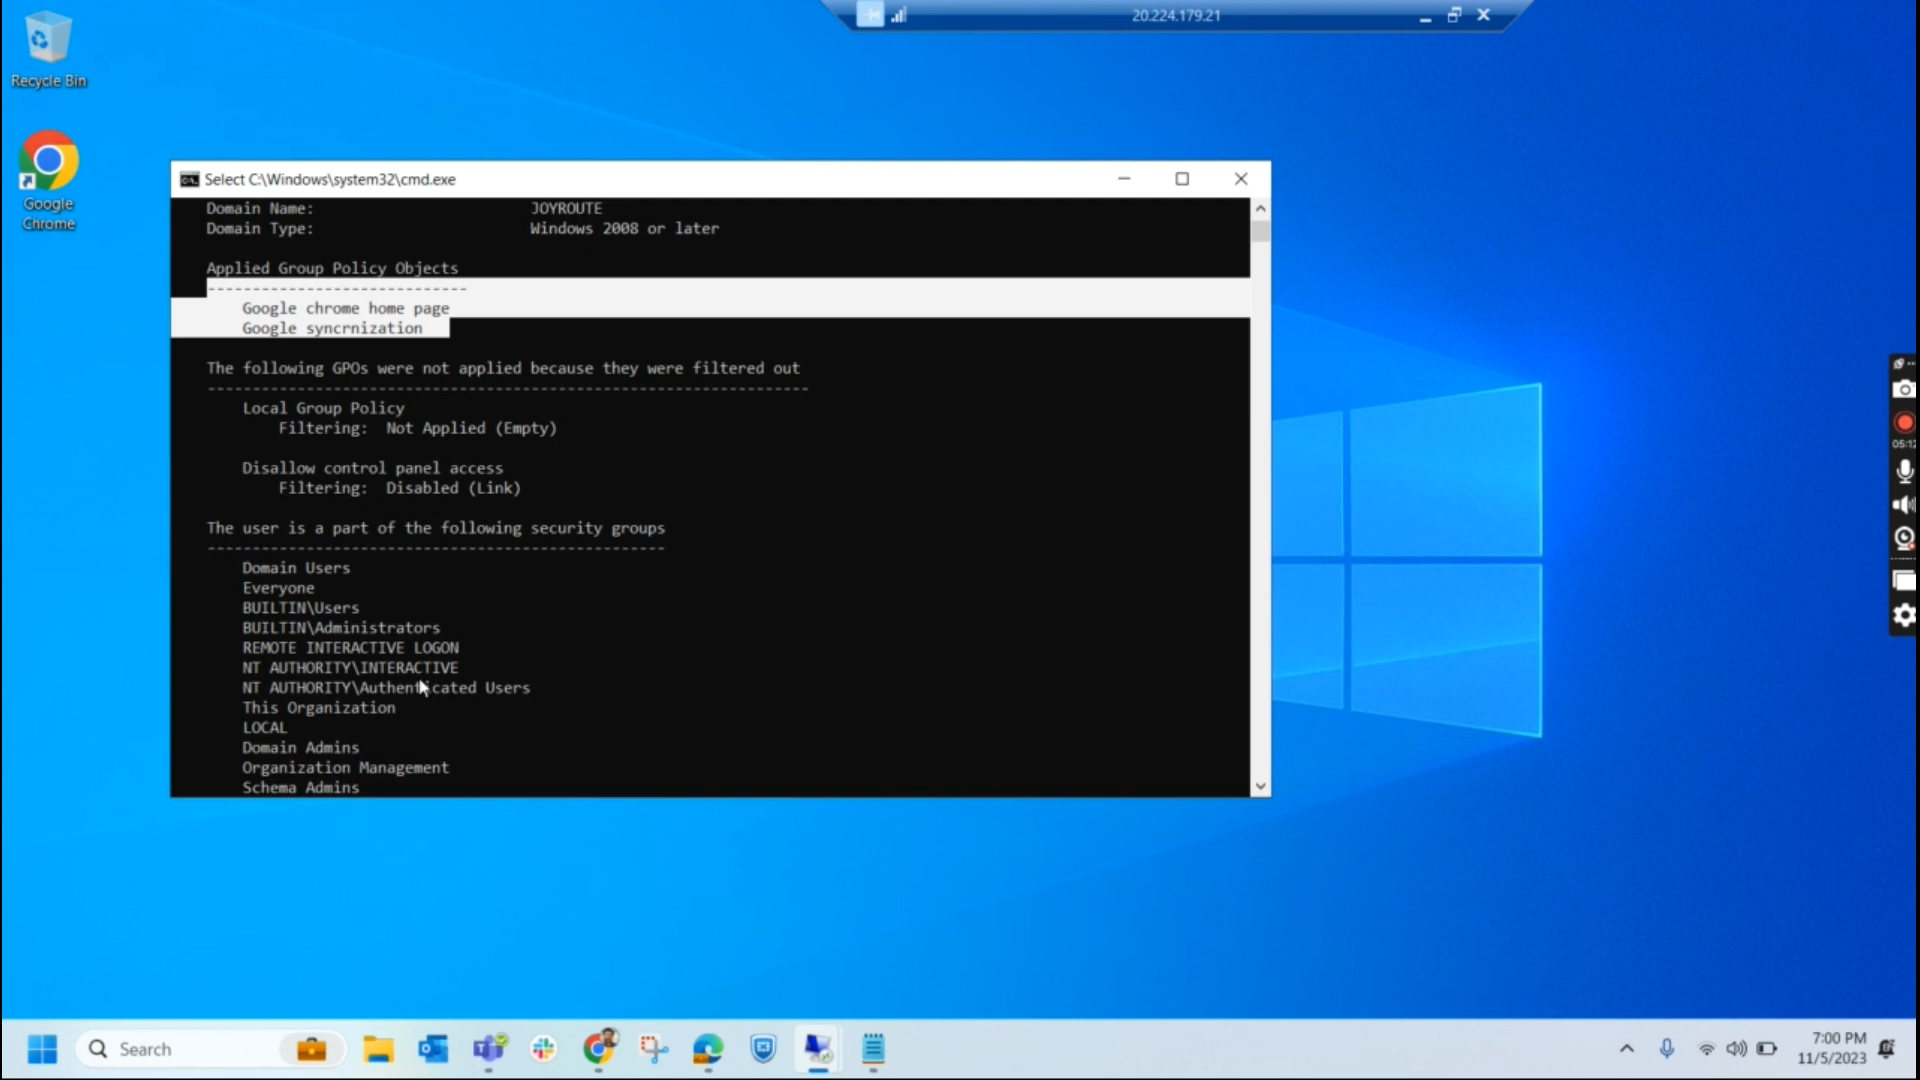 20.224.179.21
Recycle Bin
Google
Chrome
Select C:\Windows\system32\cmd.exe
Domain Name: JOYROUTE
Domain Type: Windows 2008 or later
Applied Group Policy Objects
-----------------------------
Google chrome home page
Google syncrnization
The following GPOs were not applied because they were filtered out
-------------------------------------------------------------------
Local Group Policy
Filtering: Not Applied (Empty)
Disallow control panel access
Filtering: Disabled (Link)
The user is a part of the following security groups
---------------------------------------------------
Domain Users
Everyone
BUILTIN\Users
BUILTIN\Administrators
REMOTE INTERACTIVE LOGON
NT AUTHORITY\INTERACTIVE
NT AUTHORITY\Authenticated Users
This Organization
LOCAL
Domain Admins
Organization Management
Schema Admins
05:12
Search
7:00 PM
11/5/2023